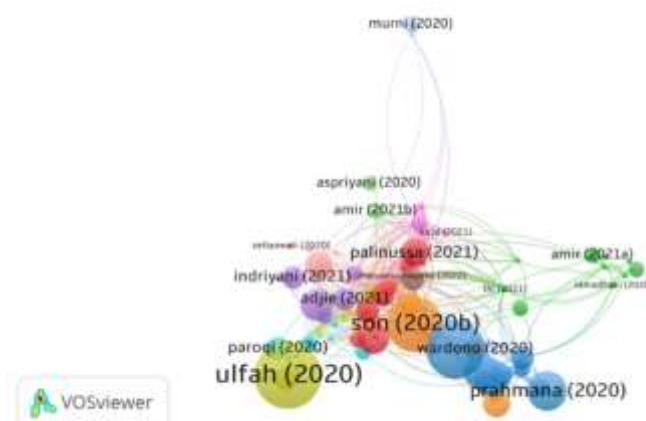 mumi (2020)
aspriyani (2020)
amir (2021b)
palinussa (2021)
amir (2021a)
indriyani (2021)
adjie (2021)
son (2020b)
paroqi (2020)
wardono (2020)
ulfah (2020)
prahmana (2020)
VOSviewer